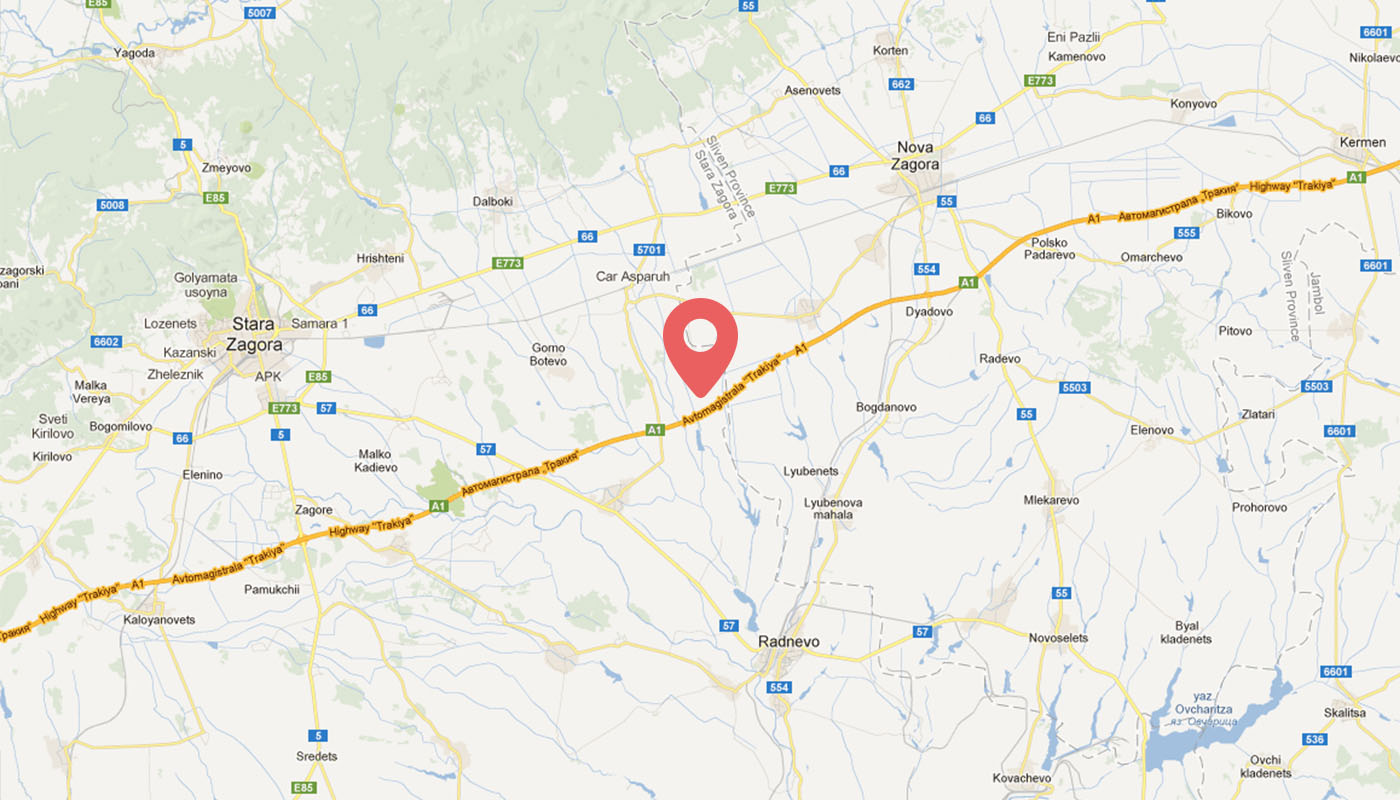 E85
5007
55
6601
Yagoda
Korten
Eni Pazlii
Kamenovo
Nikolaevo
662
E773
Asenovets
66
Konyovo
5
Zmeyovo
Nova
Zagora
Kermen
Sliven Province
Stara Zagora
66
E773
A1
Highway "Trakiya"
E85
5008
Dalboki
55
Автомагистрала „Тракия“
A1
Bikovo
555
66
5701
Polsko
Padarevo
Omarchevo
E773
Hrishteni
zagorski
bani
Golyamata
usoyna
Car Asparuh
554
A1
6601
Sliven Province
Jambol
66
Lozenets
Stara
Zagora
Samara 1
Dyadovo
Pitovo
6602
Kazanski
Gorno
Botevo
A1
Radevo
Zheleznik
APK
E85
Malka
Vereya
5503
5503
Avtomagistrala "Trakiya"
E773
57
Bogdanovo
55
Zlatari
Sveti
Kirilovo
Bogomilovo
66
5
A1
Elenovo
6601
Kirilovo
57
Malko
Kadievo
Elenino
Автомагистрала „Тракия“
Lyubenets
Zagore
A1
Lyubenova
mahala
Mlekarevo
Prohorovo
Highway "Trakiya"
Avtomagistrala "Trakiya"
A1
Highway "Trakiya"
Тракия“
Pamukchii
55
Kaloyanovets
57
Radnevo
57
Novoselets
Byal
kladenets
554
6601
yaz
Ovcharitza
яз. Овчарица
Skalitsa
5
536
Sredets
Ovchi
kladenets
E85
Kovachevo